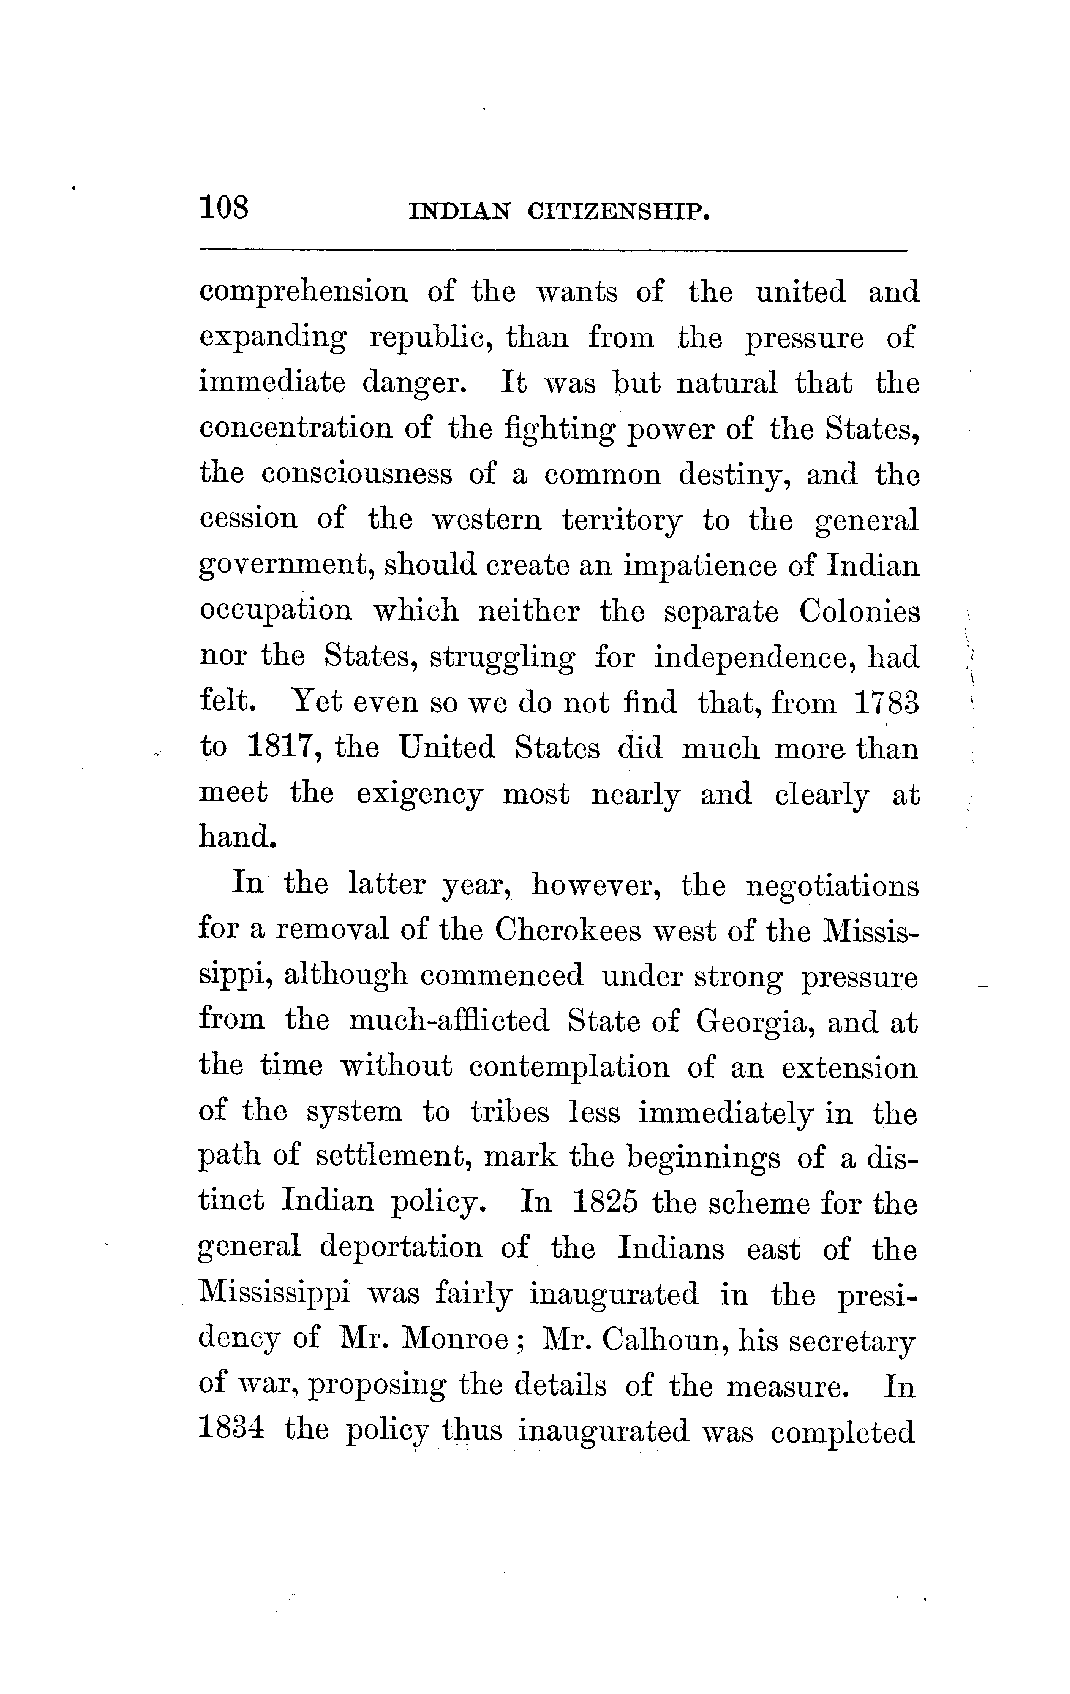 108 INDIAN CITIZENSHIP.
comprehension of the wants of the united and
expanding republic, than from the pressure of
immediate danger. It was but natural that the
concentration of the fighting power of the States,
the consciousness of a common destiny, and the
cession of the western territory to the general
government, should create an impatience of Indian
occupation which neither the separate Colonies
nor the States, struggling for independence, had
felt. Yet even so we do not find that, from 1783
to 1817, the United States did much more than
meet the exigency most nearly and clearly at
hand.
In the latter year, however, the negotiations
for a removal of the Cherokees west of the Missis-
sippi, although commenced under strong pressure
from the much-afflicted State of Georgia, and at
the time without contemplation of an extension
of the system to tribes less immediately in the
path of settlement, mark the beginnings of a dis-
tinct Indian policy. In 1825 the scheme for the
general deportation of the Indians east of the
Mississippi was fairly inaugurated in the presi-
dency of Mr. Monroe; Mr. Calhoun, his secretary
of war, proposing the details of the measure. In
1834 the policy thus inaugurated was completed